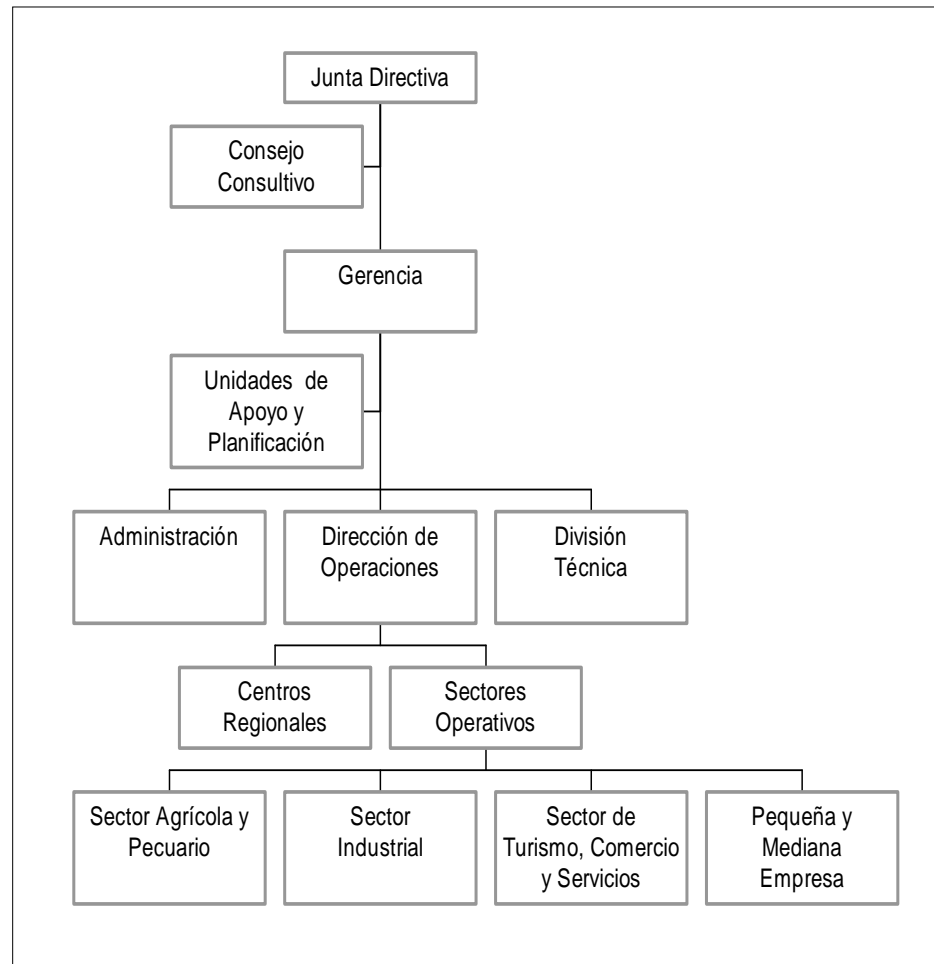 Junta Directiva
Consejo
Consultivo
Gerencia
Unidades de
Apoyo y
Planificación
Administración
Dirección de
Operaciones
División
Técnica
Centros
Regionales
Sectores
Operativos
Sector Agrícola y
Pecuario
Sector
Industrial
Sector de
Turismo, Comercio
y Servicios
Pequeña y
Mediana
Empresa